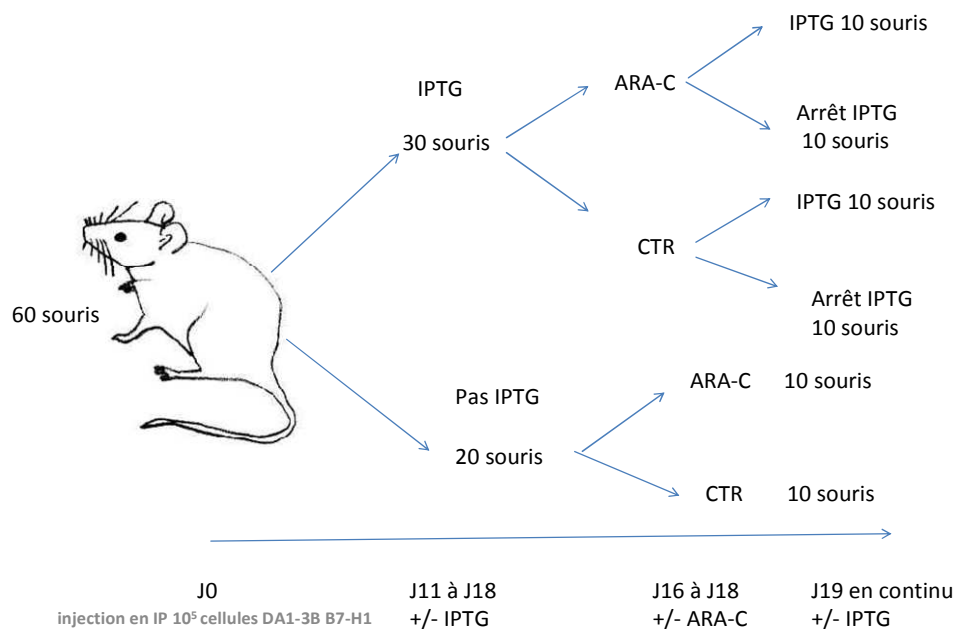 IPTG 10 souris
IPTG
ARA-C
Arrêt IPTG
10 souris
30 souris
IPTG 10 souris
CTR
60 souris
Arrêt IPTG
10 souris
Pas IPTG
ARA-C 10 souris
20 souris
CTR 10 souris
J0
injection en IP 10⁵ cellules DA1-3B B7-H1
J11 à J18
+/- IPTG
J16 à J18
+/- ARA-C
J19 en continu
+/- IPTG